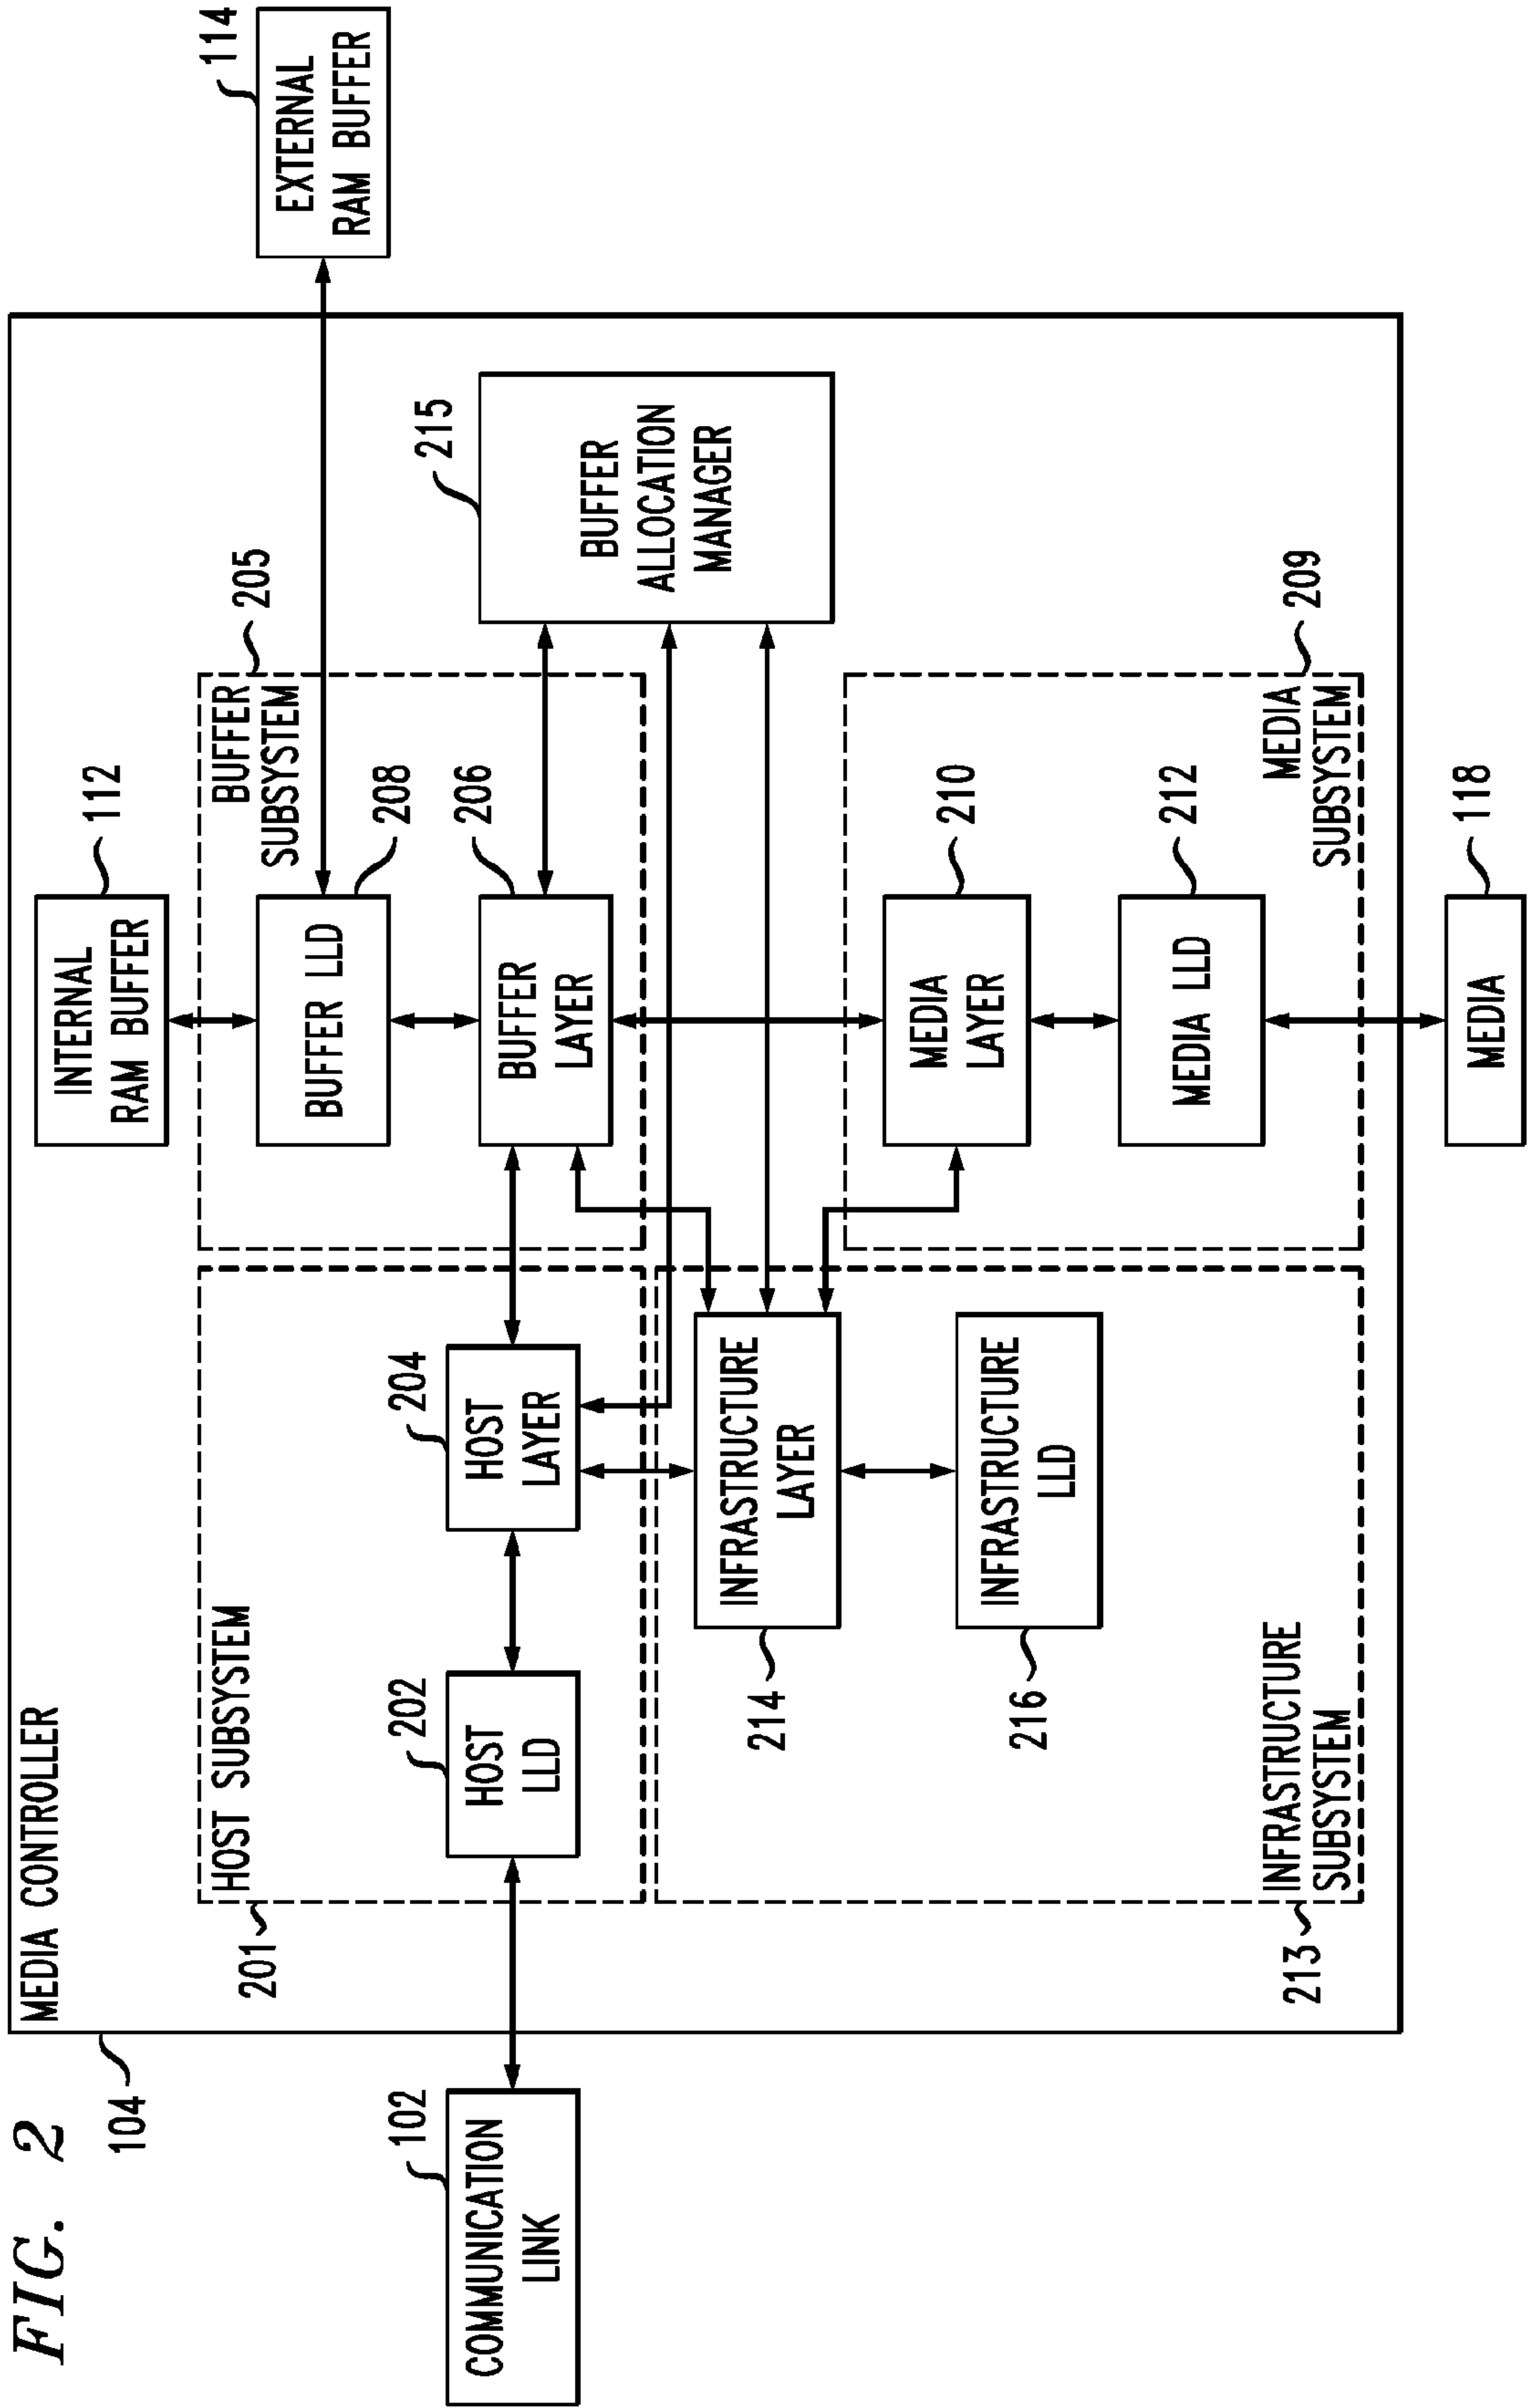 FIG. 2
104
MEDIA CONTROLLER
102
COMMUNICATION
LINK
201
HOST SUBSYSTEM
202
HOST
LLD
204
HOST
LAYER
213
INFRASTRUCTURE
SUBSYSTEM
214
INFRASTRUCTURE
LAYER
216
INFRASTRUCTURE
LLD
112
INTERNAL
RAM BUFFER
205
BUFFER
SUBSYSTEM
208
BUFFER LLD
206
BUFFER
LAYER
210
MEDIA
LAYER
212
MEDIA LLD
209
MEDIA
SUBSYSTEM
118
MEDIA
215
BUFFER
ALLOCATION
MANAGER
114
EXTERNAL
RAM BUFFER